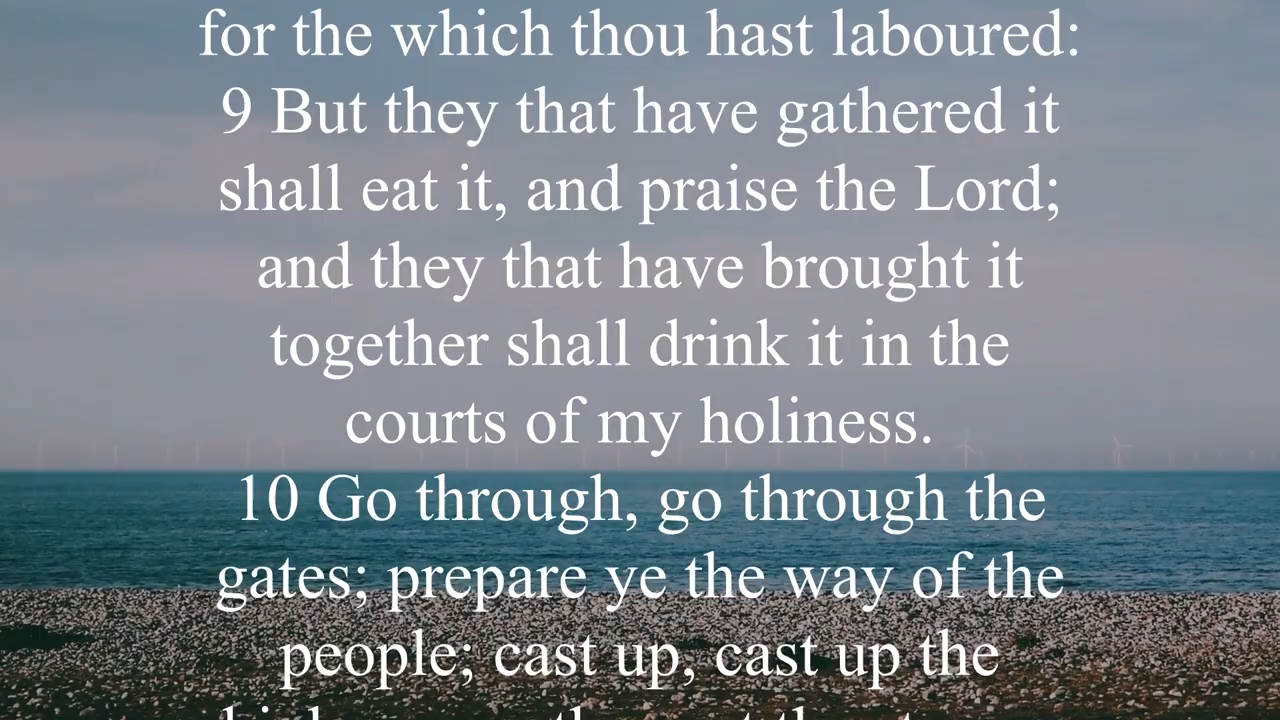 for the which thou hast laboured:
9 But they that have gathered it
shall eat it, and praise the Lord;
and they that have brought it
together shall drink it in the
courts of my holiness.
10 Go through, go through the
gates; prepare ye the way of the
people; cast up, cast up the